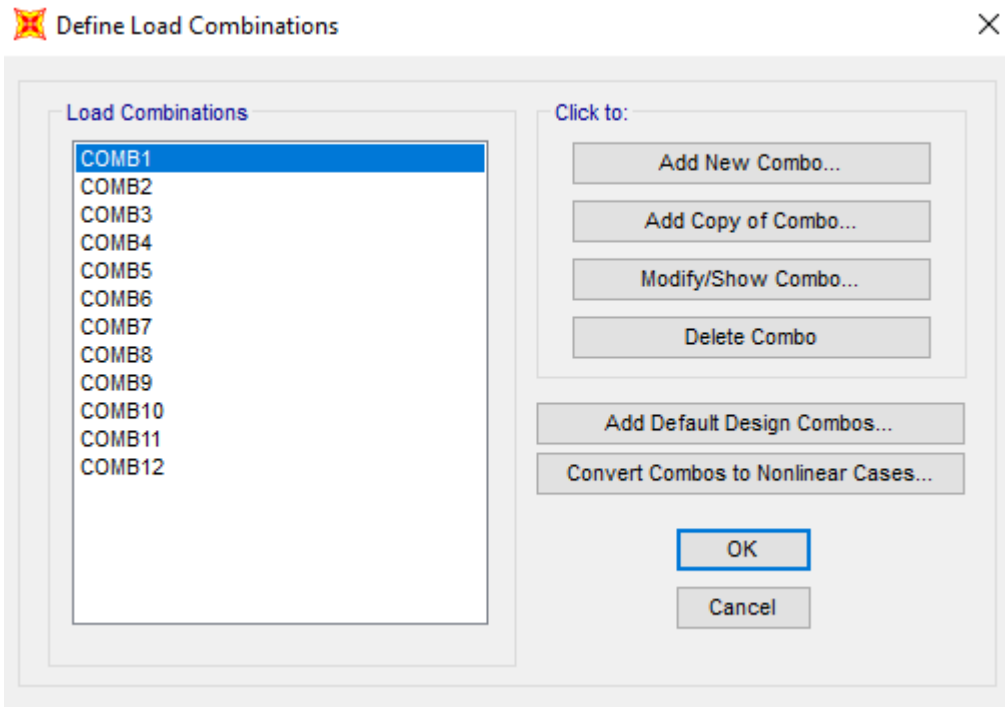 Define Load Combinations
Load Combinations
COMB1
COMB2
COMB3
COMB4
COMB5
COMB6
COMB7
COMB8
COMB9
COMB10
COMB11
COMB12
Click to:
Add New Combo...
Add Copy of Combo...
Modify/Show Combo...
Delete Combo
Add Default Design Combos...
Convert Combos to Nonlinear Cases...
OK
Cancel